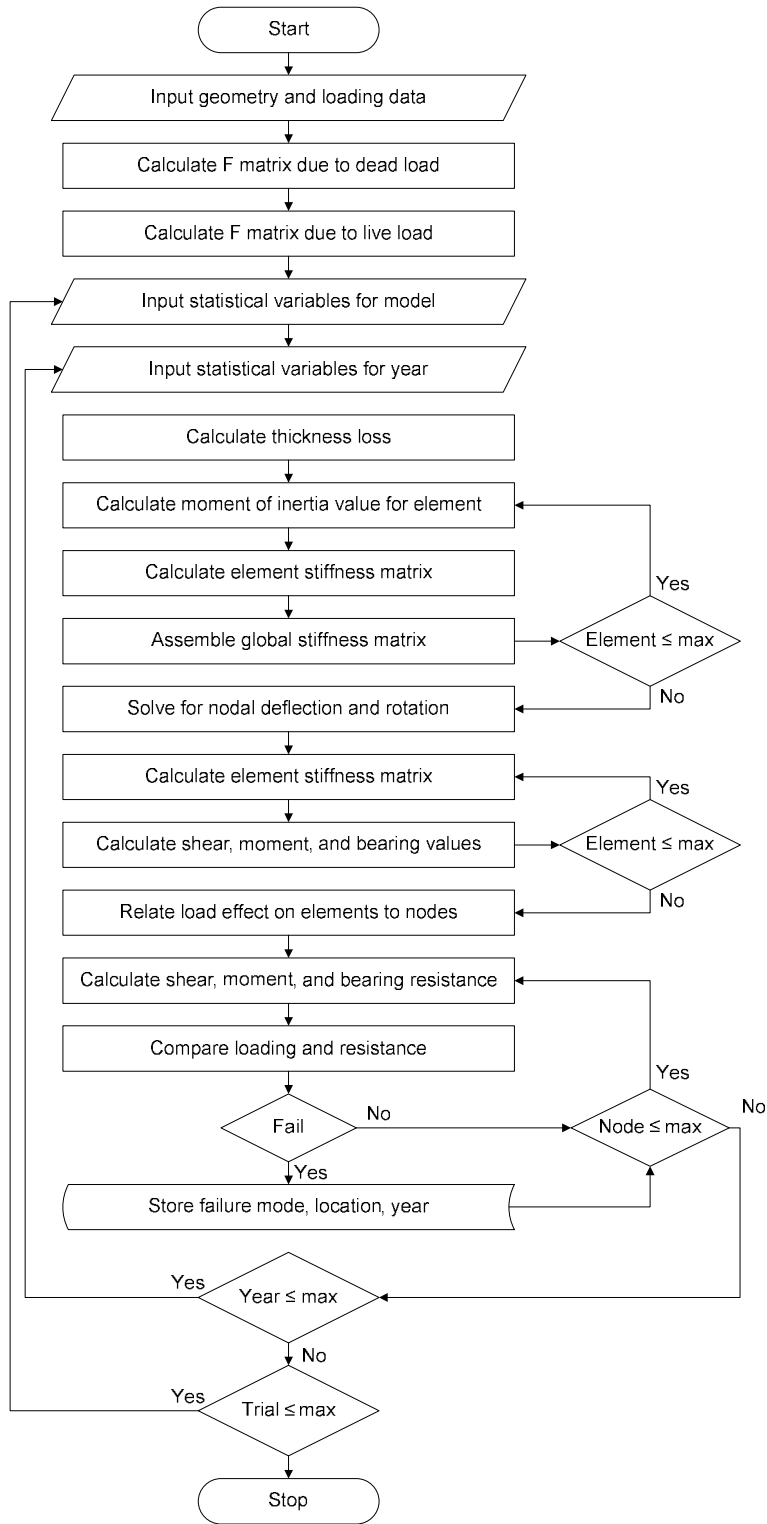 Start
Input geometry and loading data
Calculate F matrix due to dead load
Calculate F matrix due to live load
Input statistical variables for model
Input statistical variables for year
Calculate thickness loss
Calculate moment of inertia value for element
Calculate element stiffness matrix
Yes
Assemble global stiffness matrix
Element ≤ max
No
Solve for nodal deflection and rotation
Calculate element stiffness matrix
Yes
Calculate shear, moment, and bearing values
Element ≤ max
No
Relate load effect on elements to nodes
Calculate shear, moment, and bearing resistance
Compare loading and resistance
Yes
Fail
No
Node ≤ max
No
Yes
Store failure mode, location, year
Yes
Year ≤ max
No
Yes
Trial ≤ max
Stop